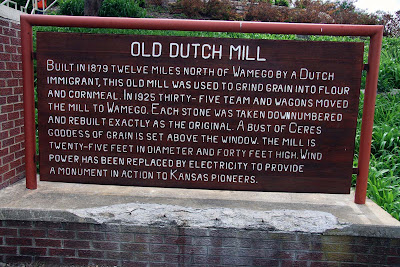 OLD DUTCH MILL
BUILT IN 1879 TWELVE MILES NORTH OF WAMEGO BY A DUTCH
IMMIGRANT, THIS OLD MILL WAS USED TO GRIND GRAIN INTO FLOUR
AND CORNMEAL. IN 1925 THIRTY-FIVE TEAM AND WAGONS MOVED
THE MILL TO WAMEGO. EACH STONE WAS TAKEN DOWN NUMBERED
AND REBUILT EXACTLY AS THE ORIGINAL. A BUST OF CERES
GODDESS OF GRAIN IS SET ABOVE THE WINDOW. THE MILL IS
TWENTY-FIVE FEET IN DIAMETER AND FORTY FEET HIGH. WIND
POWER HAS BEEN REPLACED BY ELECTRICITY TO PROVIDE
A MONUMENT IN ACTION TO KANSAS PIONEERS.